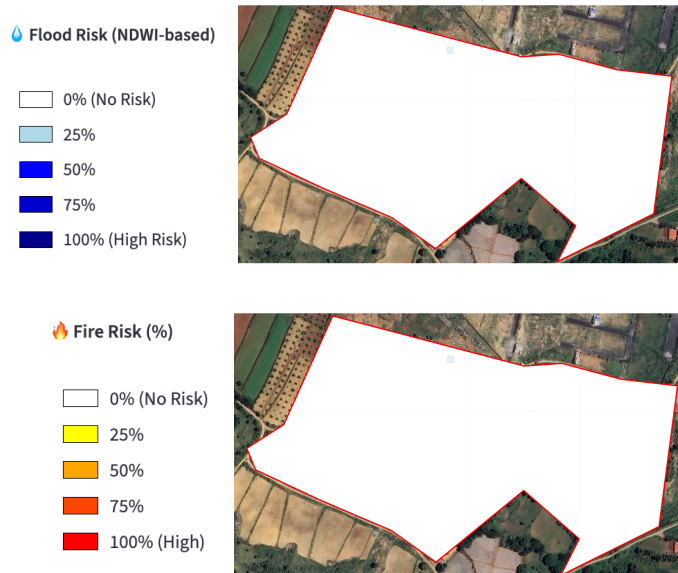 💧 Flood Risk (NDWI-based)
0% (No Risk)
25%
50%
75%
100% (High Risk)
🔥 Fire Risk (%)
0% (No Risk)
25%
50%
75%
100% (High)